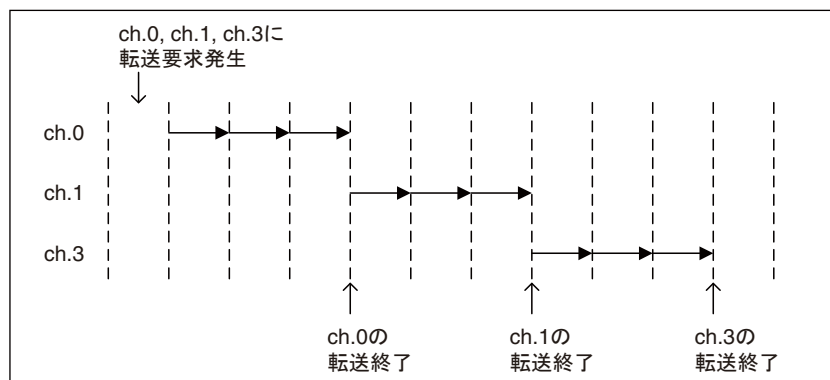 ch.0, ch.1, ch.3に
転送要求発生
ch.0
ch.1
ch.3
ch.0の
転送終了
ch.1の
転送終了
ch.3の
転送終了